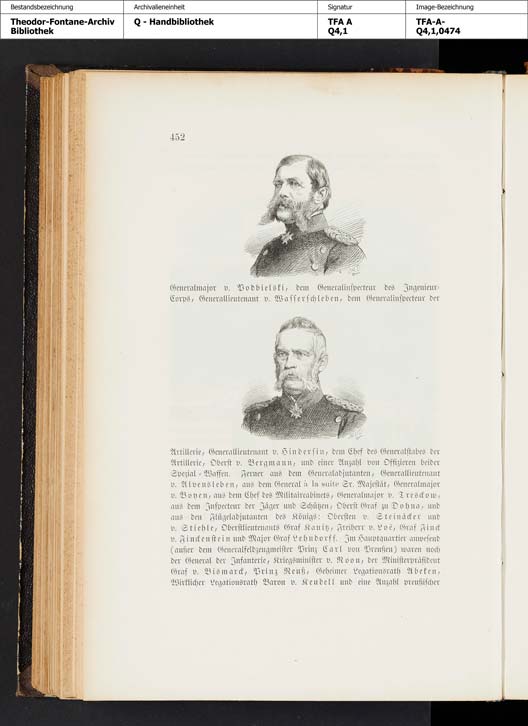 Bestandsbezeichnung
Theodor-Fontane-Archiv
Bibliothek
Archivalieneinheit
Q - Handbibliothek
Signatur
TFA A
Q4,1
Image-Bezeichnung
TFA-A-
Q4,1,0474
452
Generalmajor v. Podbielski, dem Generalinspecteur des Ingenieur-
Corps, Generallieutenant v. Wasserschleben, dem Generalinspecteur der
Artillerie, Generallieutenant v. Hindersin, dem Chef des Generalstabes der
Artillerie, Oberst v. Bergmann, und einer Anzahl von Offizieren beider
Spezial-Waffen. Ferner aus dem Generaladjutanten, Generallieutenant
v. Alvensleben, aus dem General à la suite Sr. Majestät, Generalmajor
v. Boyen, aus dem Chef des Militaircabinets, Generalmajor v. Tresckow,
aus dem Inspecteur der Jäger und Schützen, Oberst Graf zu Dohna, und
aus den Flügeladjutanten des Königs: Obersten v. Steinäcker und
v. Stiehle, Oberstlieutenants Graf Kanitz, Freiherr v. Loë, Graf Finck
v. Finckenstein und Major Graf Lehndorff. Im Hauptquartier anwesend
(außer dem Generalfeldzeugmeister Prinz Carl von Preußen) waren noch
der General der Infanterie, Kriegsminister v. Roon, der Ministerpräsident
Graf v. Bismarck, Prinz Reuß, Geheimer Legationsrath Abeken,
Wirklicher Legationsrath Baron v. Keudell und eine Anzahl preußischer